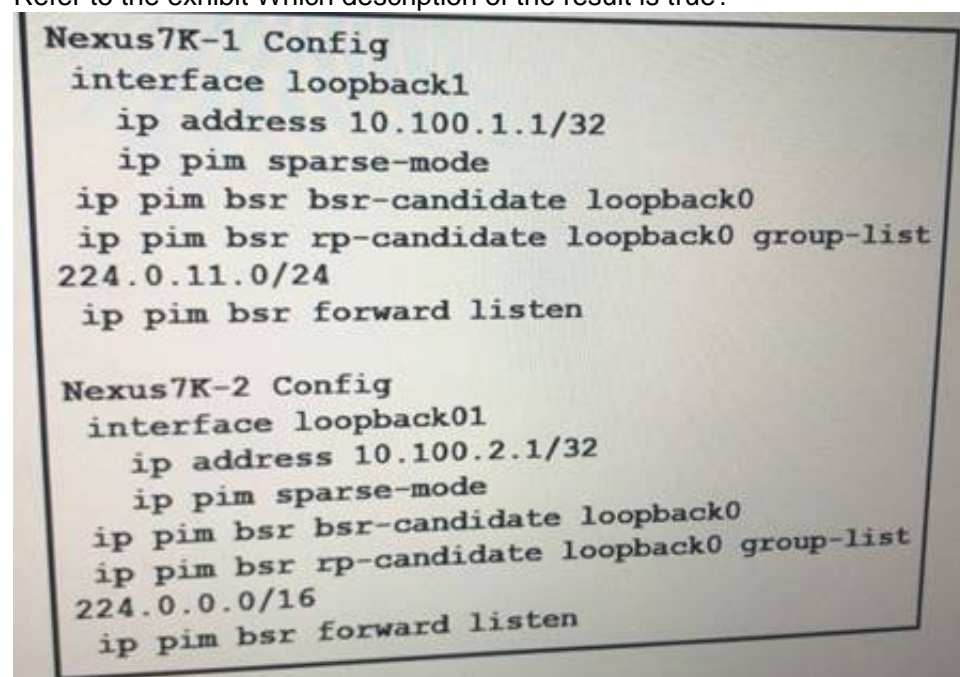 Refer to the exhibit Which description of the result is true?
Nexus7K-1 Config
interface loopback1
ip address 10.100.1.1/32
ip pim sparse-mode
ip pim bsr bsr-candidate loopback0
ip pim bsr rp-candidate loopback0 group-list
224.0.11.0/24
ip pim bsr forward listen
Nexus7K-2 Config
interface loopback01
ip address 10.100.2.1/32
ip pim sparse-mode
ip pim bsr bsr-candidate loopback0
ip pim bsr rp-candidate loopback0 group-list
224.0.0.0/16
ip pim bsr forward listen